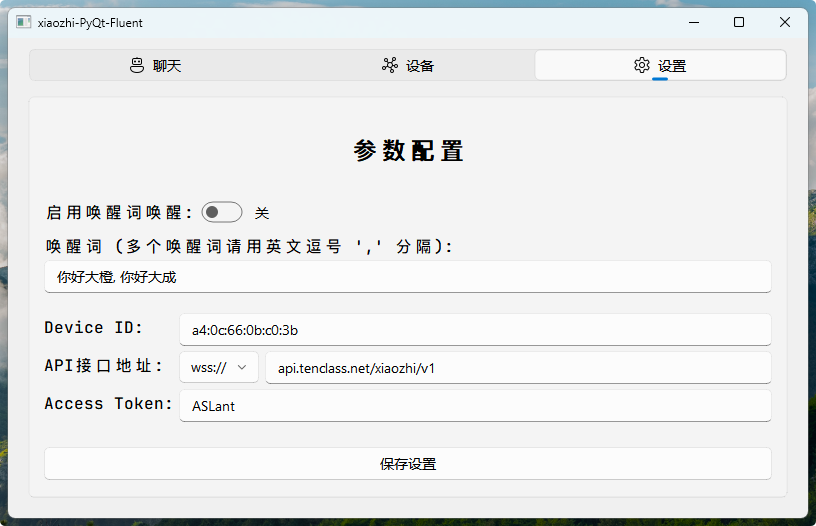 xiaozhi-PyQt-Fluent
聊天 设备 设置
参数配置
启用唤醒词唤醒: 关
唤醒词 (多个唤醒词请用英文逗号 ',' 分隔):
你好大橙, 你好大成
Device ID: a4:0c:66:0b:c0:3b
API接口地址: wss:// api.tenclass.net/xiaozhi/v1
Access Token: ASLant
保存设置